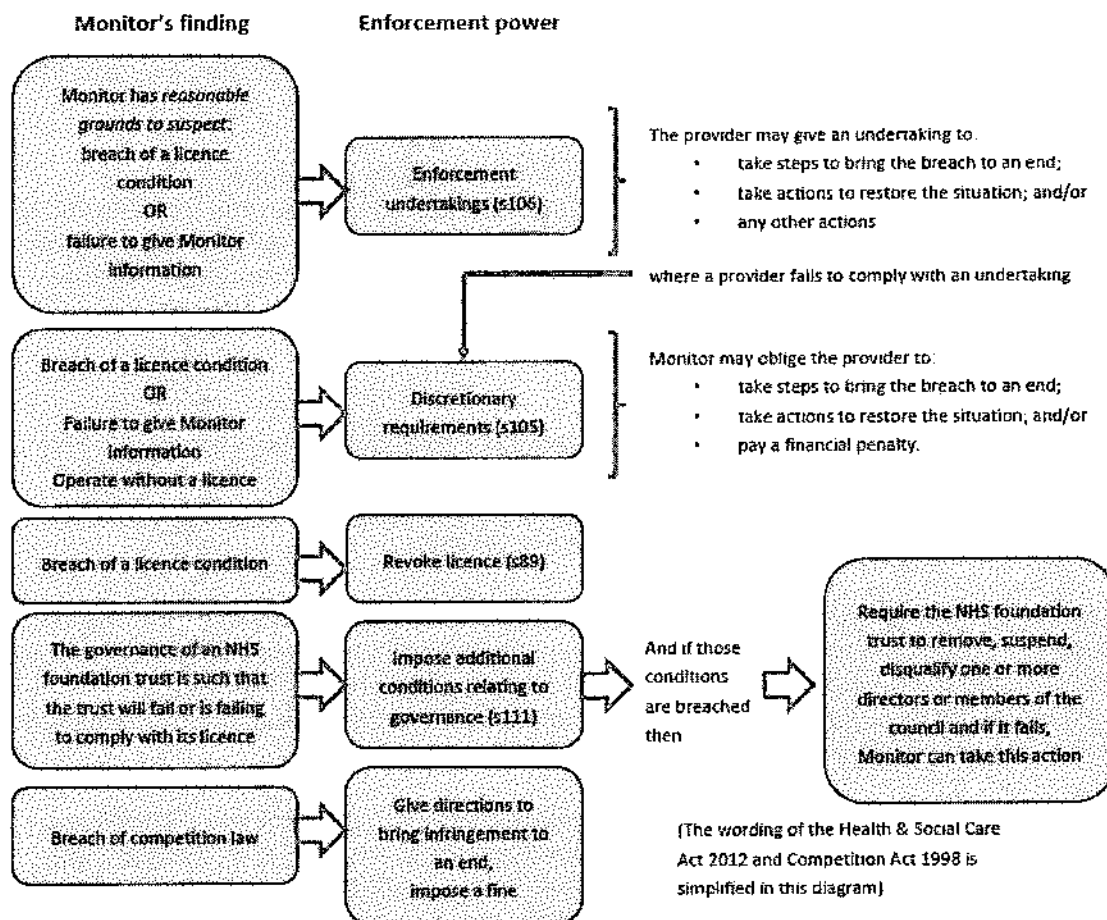 Monitor's finding
Enforcement power
Monitor has reasonable
grounds to suspect:
breach of a licence
condition
OR
failure to give Monitor
information
Enforcement
undertakings (s106)
The provider may give an undertaking to:
• take steps to bring the breach to an end;
• take actions to restore the situation; and/or
• any other actions
where a provider fails to comply with an undertaking
Breach of a licence condition
OR
Failure to give Monitor
information
Operate without a licence
Discretionary
requirements (s105)
Monitor may oblige the provider to:
• take steps to bring the breach to an end;
• take actions to restore the situation; and/or
• pay a financial penalty.
Breach of a licence condition
Revoke licence (s89)
The governance of an NHS
foundation trust is such that
the trust will fail or is failing
to comply with its licence
Impose additional
conditions relating to
governance (s111)
And if those
conditions
are breached
then
Require the NHS foundation
trust to remove, suspend,
disqualify one or more
directors or members of the
council and if it fails,
Monitor can take this action
Breach of competition law
Give directions to
bring infringement to
an end,
impose a fine
(The wording of the Health & Social Care
Act 2012 and Competition Act 1998 is
simplified in this diagram)